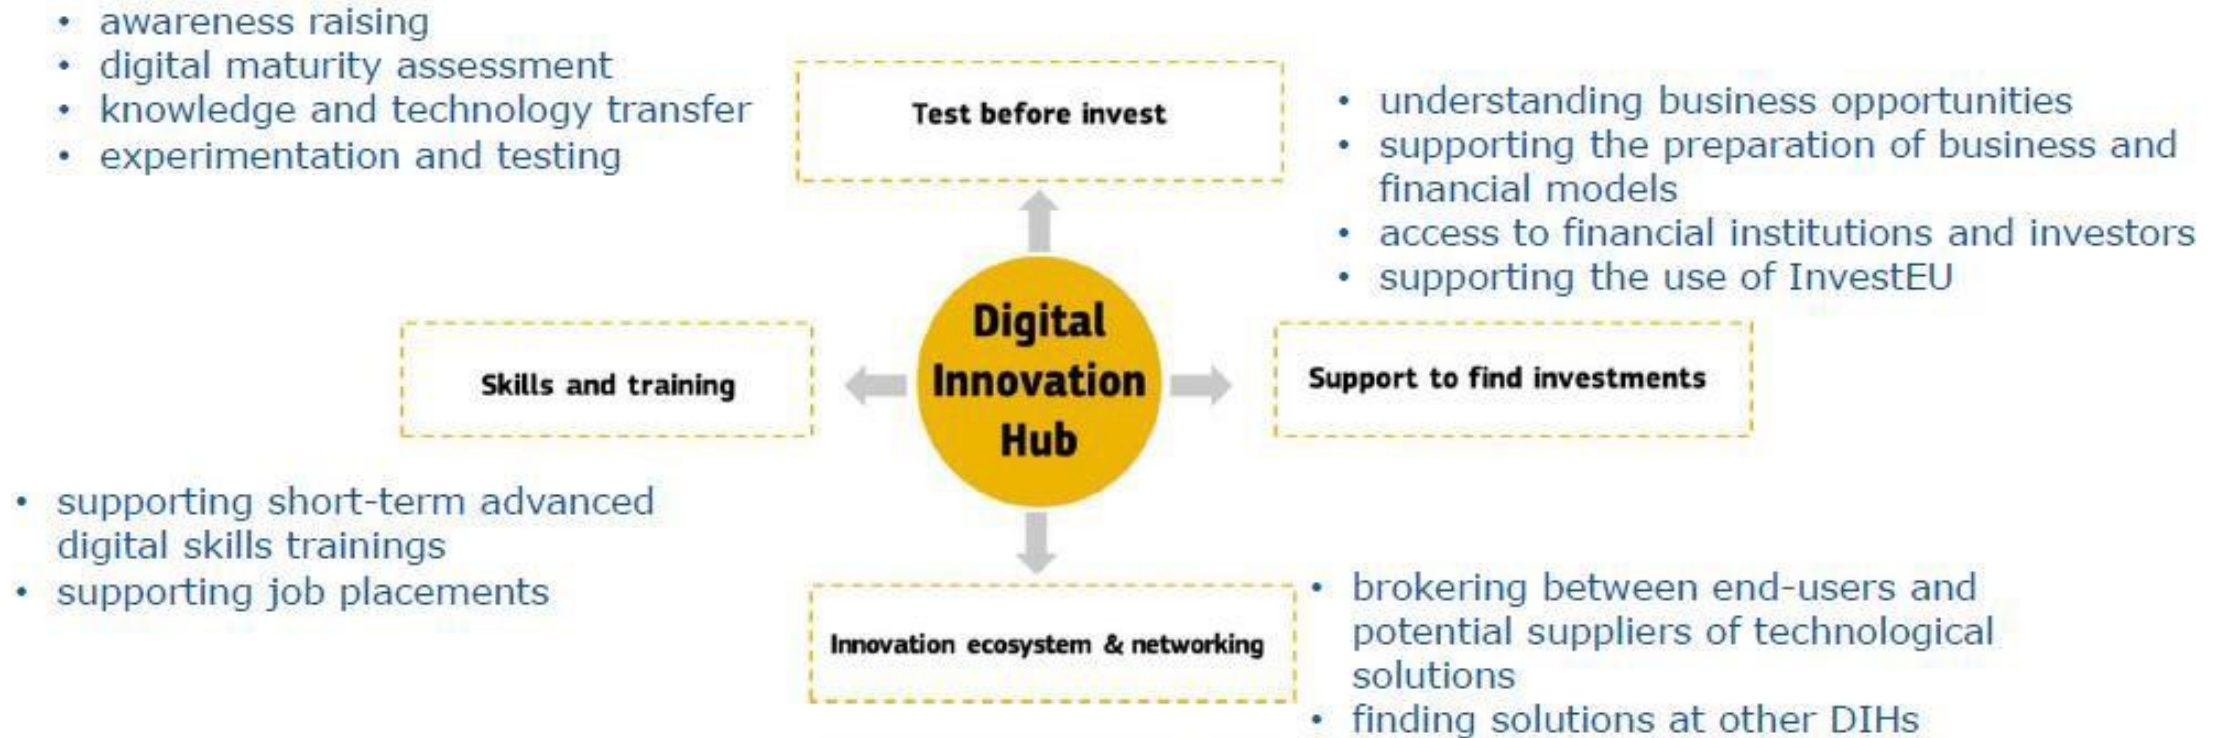 • awareness raising
• digital maturity assessment
• knowledge and technology transfer
• experimentation and testing
Test before invest
• understanding business opportunities
• supporting the preparation of business and
financial models
• access to financial institutions and investors
• supporting the use of InvestEU
Digital
Innovation
Hub
Skills and training
Support to find investments
• supporting short-term advanced
digital skills trainings
• supporting job placements
Innovation ecosystem & networking
• brokering between end-users and
potential suppliers of technological
solutions
• finding solutions at other DIHs